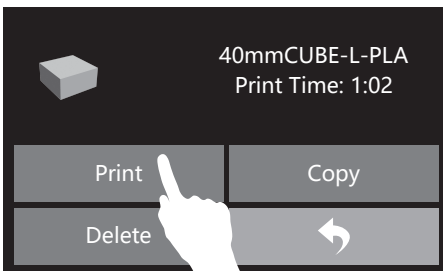 40mmCUBE-L-PLA
Print Time: 1:02
Print
Copy
Delete